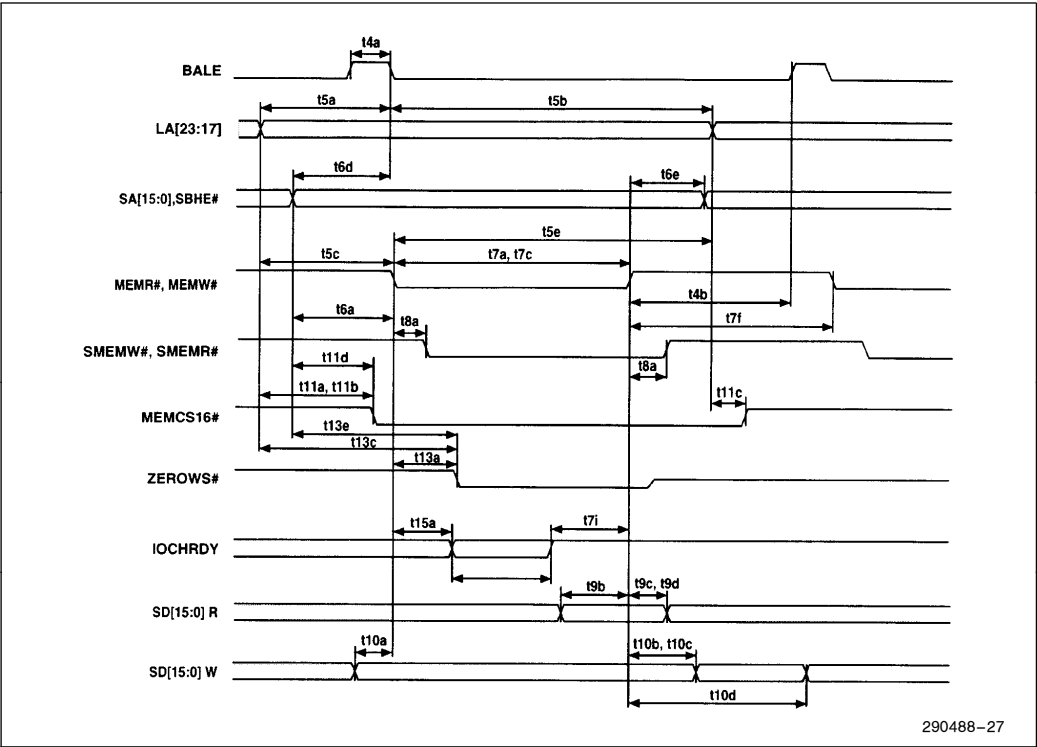 t4a
BALE
t5a t5b
LA[23:17]
t6d t6e
SA[15:0],SBHE#
t5e
t5c t7a, t7c
MEMR#, MEMW#
t4b
t6a t8a t7f
SMEMW#, SMEMR#
t11d t8a
t11a, t11b t11c
MEMCS16#
t13e
t13c
t13a
ZEROWS#
t15a t7i
IOCHRDY
t9b t9c, t9d
SD[15:0] R
t10a t10b, t10c
SD[15:0] W
t10d
290488–27